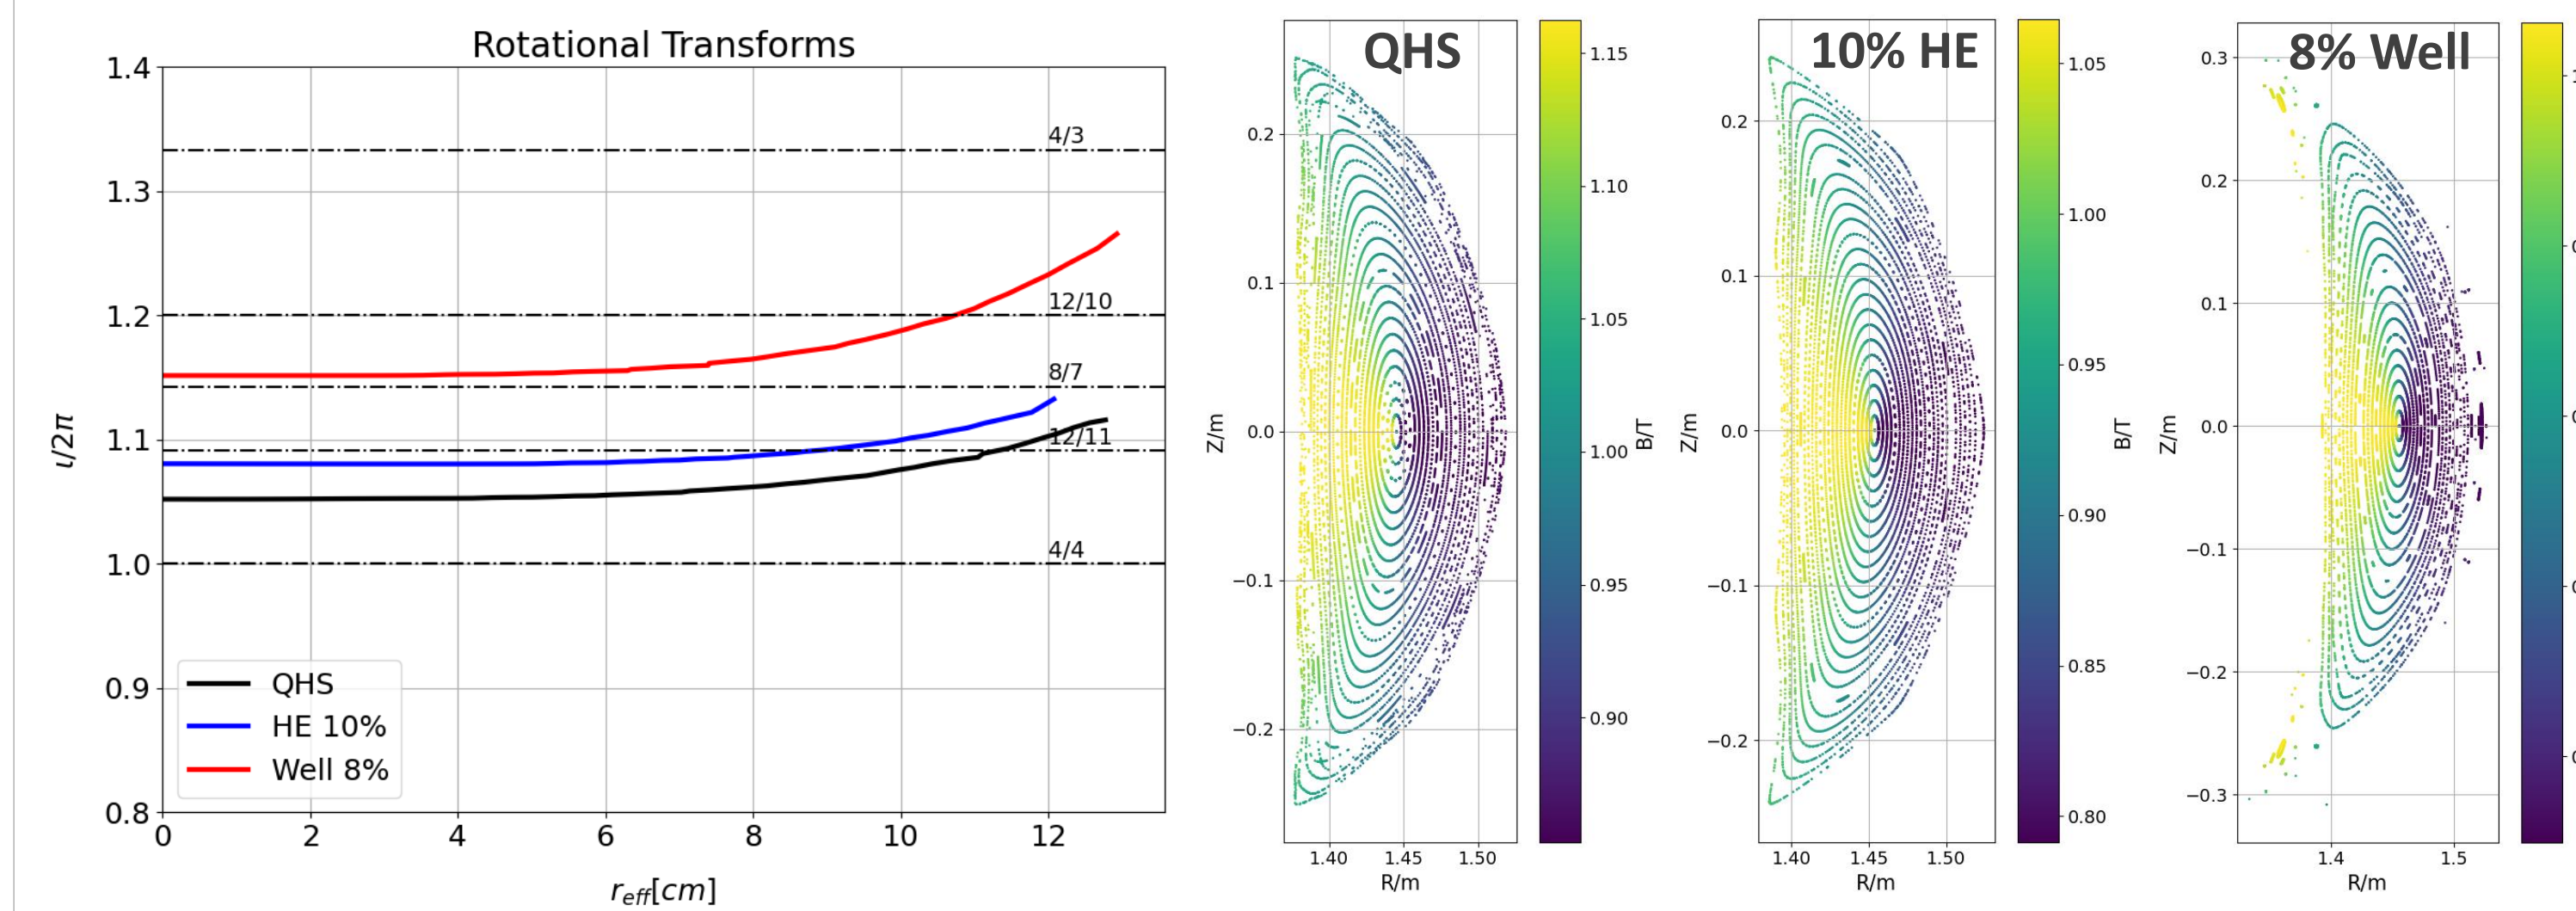 Rotational Transforms
1.4
1.3
1.2
1.1
1.0
0.9
0.8
4/3
12/10
8/7
12/11
4/4
QHS
HE 10%
Well 8%
0 2 4 6 8 10 12
r_eff[cm]
ι/2π
QHS
0.2
0.1
0.0
−0.1
−0.2
Z/m
1.40 1.45 1.50
R/m
1.15
1.10
1.05
1.00
0.95
0.90
B/T
10% HE
0.2
0.1
0.0
−0.1
−0.2
Z/m
1.40 1.45 1.50
R/m
1.05
1.00
0.95
0.90
0.85
0.80
B/T
8% Well
0.3
0.2
0.1
0.0
−0.1
−0.2
−0.3
Z/m
1.4 1.5
R/m